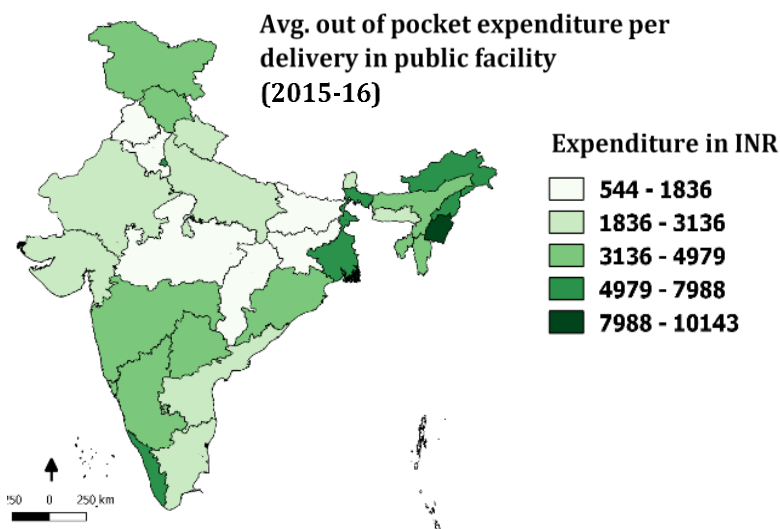 Avg. out of pocket expenditure per
delivery in public facility
(2015-16)
Expenditure in INR
544 - 1836
1836 - 3136
3136 - 4979
4979 - 7988
7988 - 10143
0 250 km